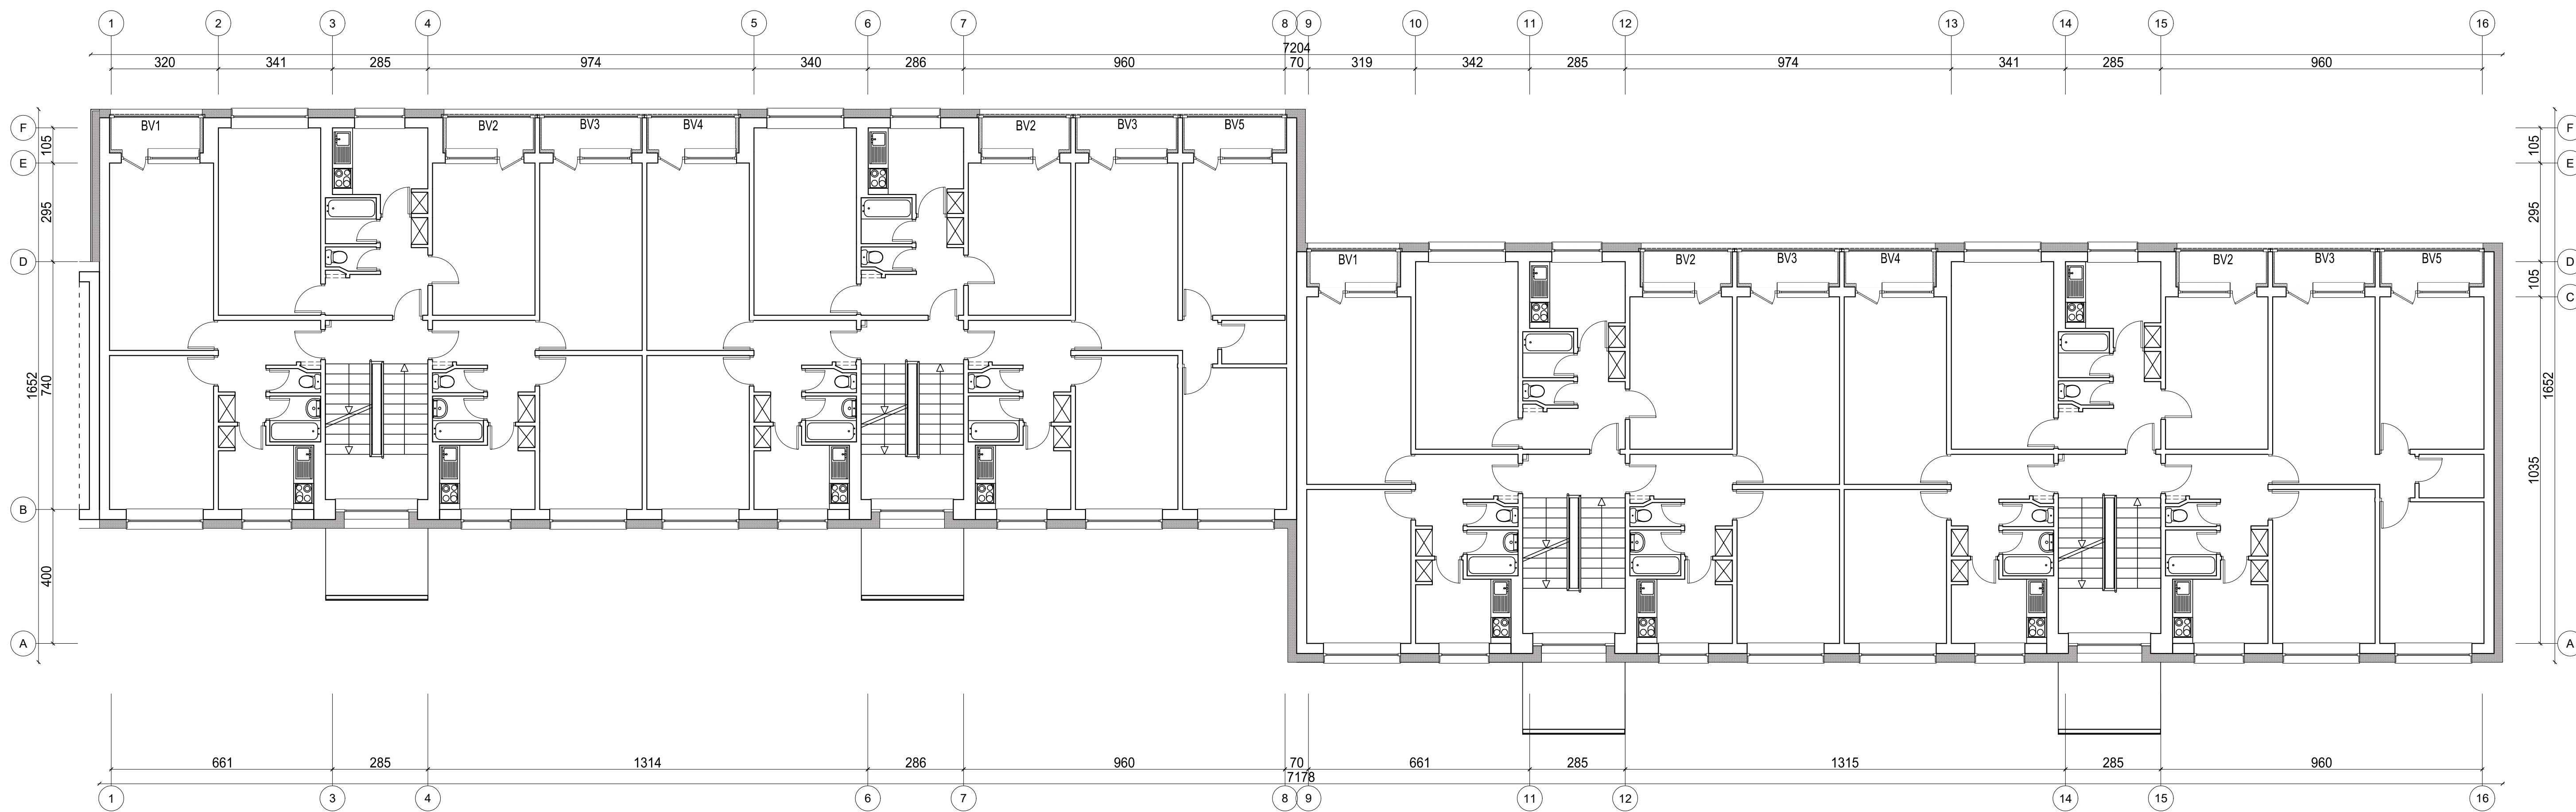 1 2 3 4 5 6 7 8 9 10 11 12 13 14 15 16
7204
320 341 285 974 340 286 960 70 319 342 285 974 341 285 960
BV1 BV2 BV3 BV4 BV2 BV3 BV5
F 105 F 105
E E
295 295
D BV1 BV2 BV3 BV4 BV2 BV3 BV5 D
105
C
1652 740 1652 1035
B
400
A A
661 285 1314 286 960 70 661 285 1315 285 960
7178
1 3 4 6 7 8 9 11 12 14 15 16